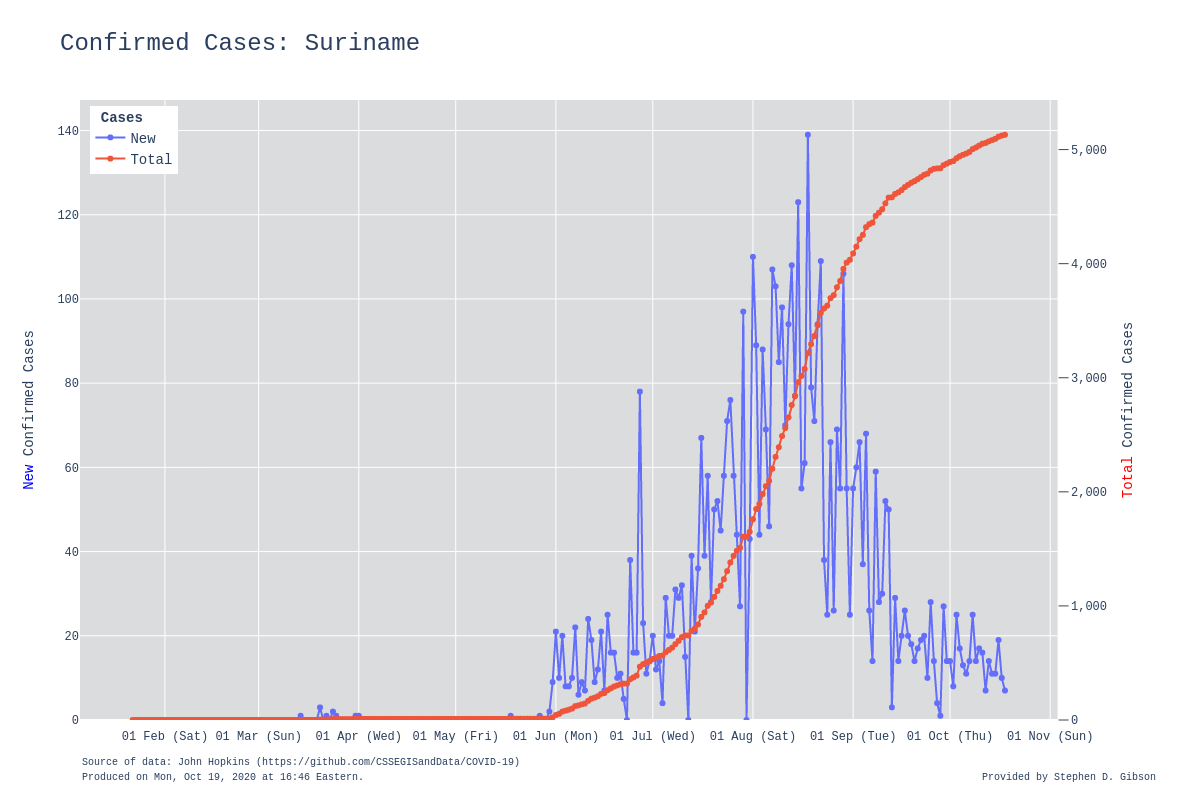 Confirmed Cases: Suriname
Cases
New
Total
140
120
100
80
60
40
20
0
5,000
4,000
3,000
2,000
1,000
0
New Confirmed Cases
Total Confirmed Cases
01 Feb (Sat) 01 Mar (Sun) 01 Apr (Wed) 01 May (Fri) 01 Jun (Mon) 01 Jul (Wed) 01 Aug (Sat) 01 Sep (Tue) 01 Oct (Thu) 01 Nov (Sun)
Source of data: John Hopkins (https://github.com/CSSEGISandData/COVID-19)
Produced on Mon, Oct 19, 2020 at 16:46 Eastern.
Provided by Stephen D. Gibson